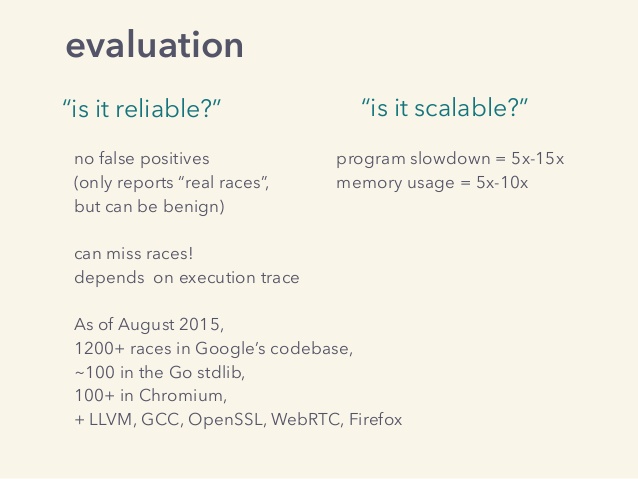 evaluation
“is it reliable?”
no false positives
(only reports “real races”,
but can be benign)
can miss races!
depends on execution trace
As of August 2015,
1200+ races in Google’s codebase,
~100 in the Go stdlib,
100+ in Chromium,
+ LLVM, GCC, OpenSSL, WebRTC, Firefox
“is it scalable?”
program slowdown = 5x-15x
memory usage = 5x-10x